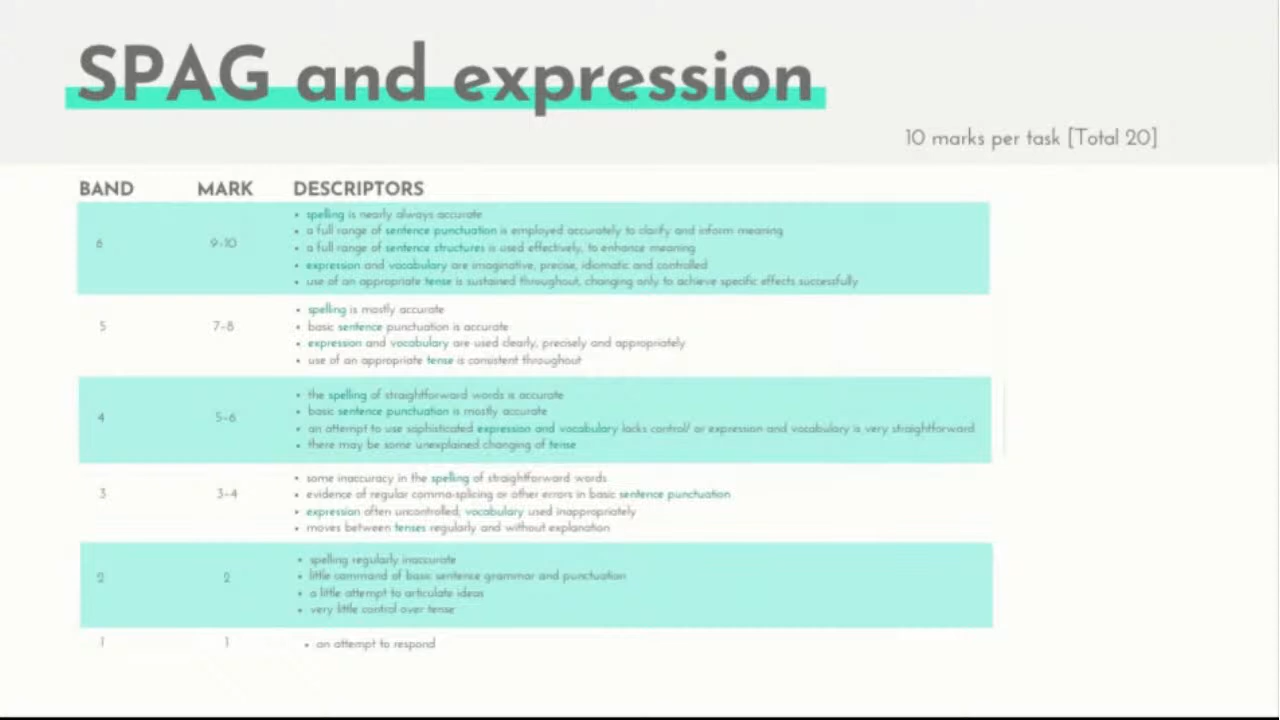 SPAG and expression
10 marks per task [Total 20]
BAND MARK DESCRIPTORS
6 9-10
• spelling is nearly always accurate
• a full range of sentence punctuation is employed accurately to clarify and inform meaning
• a full range of sentence structures is used effectively, to enhance meaning
• expression and vocabulary are imaginative, precise, idiomatic and controlled
• use of an appropriate tense is sustained throughout, changing only to achieve specific effects successfully
5 7-8
• spelling is mostly accurate
• basic sentence punctuation is accurate
• expression and vocabulary are used clearly, precisely and appropriately
• use of an appropriate tense is consistent throughout
4 5-6
• the spelling of straightforward words is accurate
• basic sentence punctuation is mostly accurate
• an attempt to use sophisticated expression and vocabulary lacks control/ or expression and vocabulary is very straightforward
• there may be some unexplained changing of tense
3 3-4
• some inaccuracy in the spelling of straightforward words
• evidence of regular comma-splicing or other errors in basic sentence punctuation
• expression often uncontrolled, vocabulary used inappropriately
• moves between tenses regularly and without explanation
2 2
• spelling regularly inaccurate
• little command of basic sentence grammar and punctuation
• a little attempt to articulate ideas
• very little control over tense
1 1
• an attempt to respond